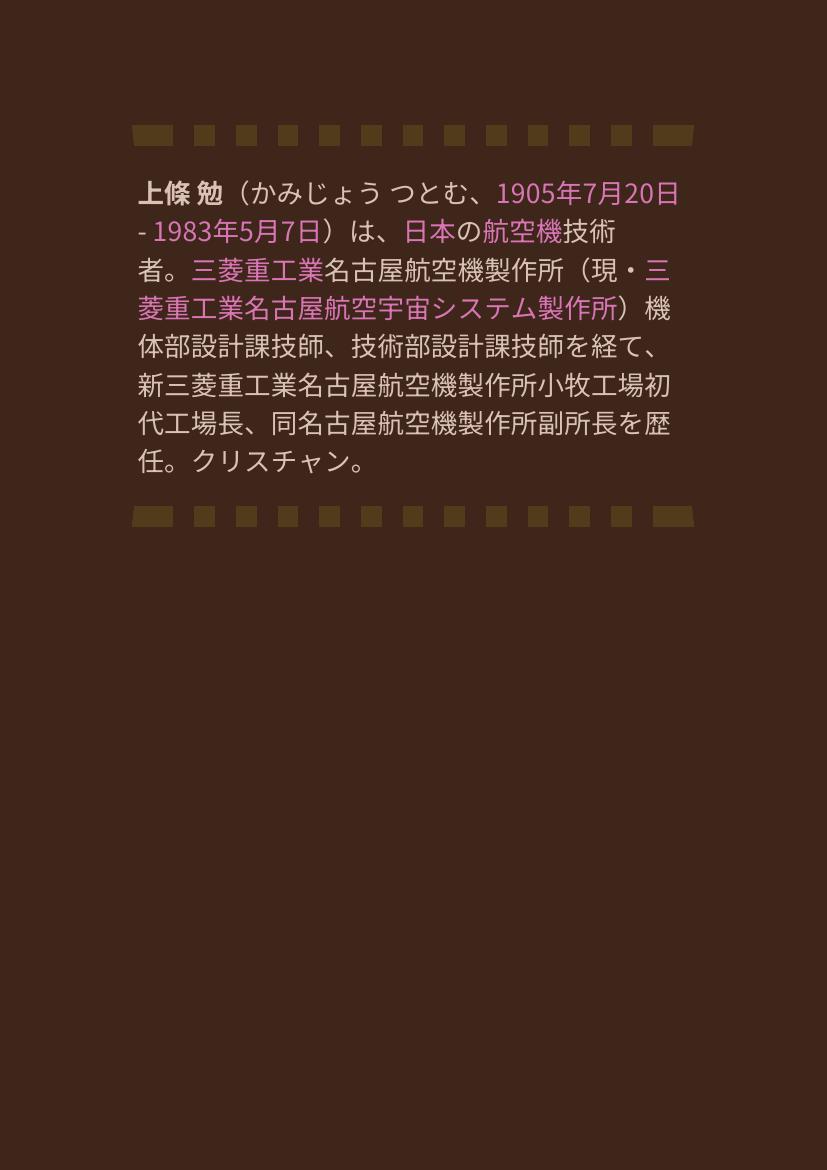 上條 勉（かみじょう つとむ、1905年7月20日
- 1983年5月7日）は、日本の航空機技術
者。三菱重工業名古屋航空機製作所（現・三
菱重工業名古屋航空宇宙システム製作所）機
体部設計課技師、技術部設計課技師を経て、
新三菱重工業名古屋航空機製作所小牧工場初
代工場長、同名古屋航空機製作所副所長を歴
任。クリスチャン。